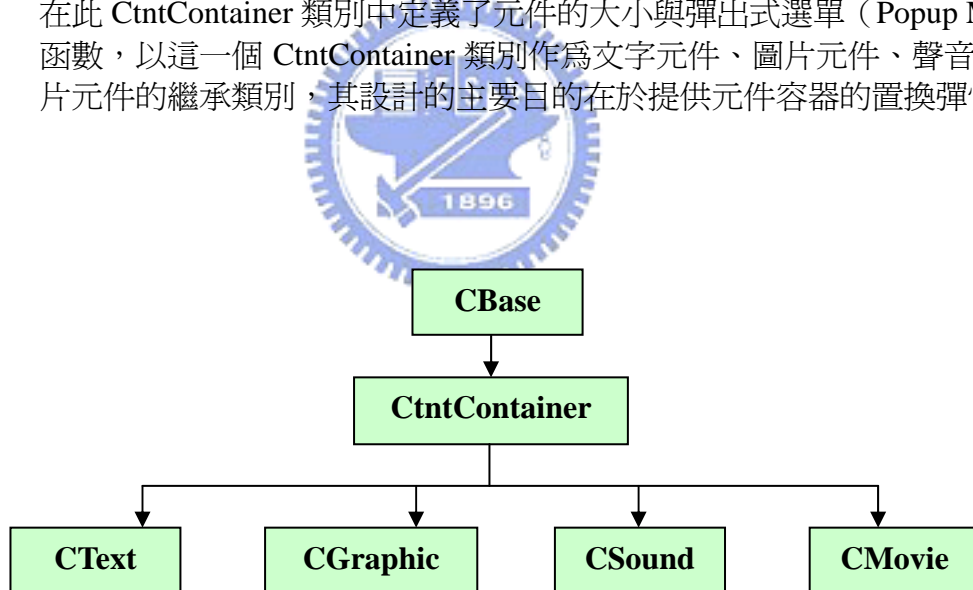 在此 CtntContainer 類別中定義了元件的大小與彈出式選單（Popup
函數，以這一個 CtntContainer 類別作為文字元件、圖片元件、聲音
片元件的繼承類別，其設計的主要目的在於提供元件容器的置換彈
1896
CBase
CtntContainer
CText CGraphic CSound CMovie